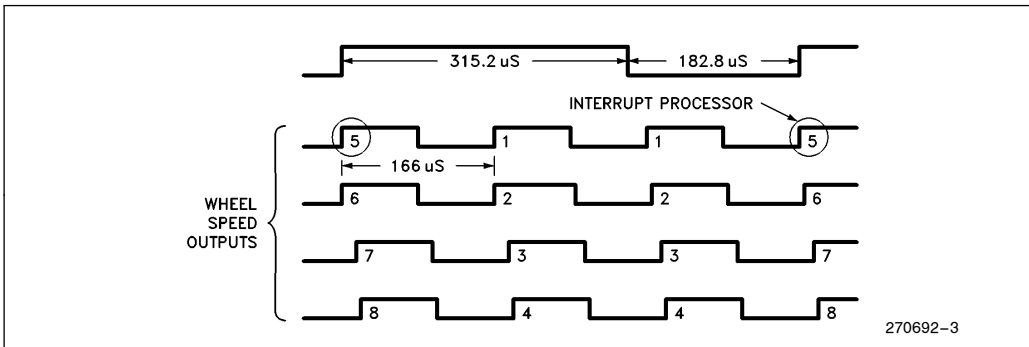 315.2 uS
182.8 uS
INTERRUPT PROCESSOR
5 1 1 5
166 uS
6 2 2 6
WHEEL
SPEED
OUTPUTS
7 3 3 7
8 4 4 8
270692–3